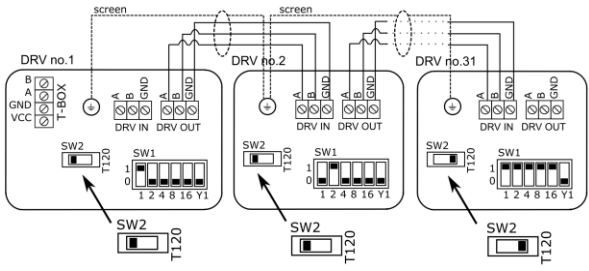 screen
screen
DRV no.1
DRV no.2
DRV no.31
B
A
GND
VCC
T-BOX
A
B
GND
A
B
GND
DRV IN
DRV OUT
SW2
T120
SW1
1
0
1 2 4 8 16 Y1
A
B
GND
A
B
GND
DRV IN
DRV OUT
SW2
T120
SW1
1
0
1 2 4 8 16 Y1
A
B
GND
A
B
GND
DRV IN
DRV OUT
SW2
T120
SW1
1
0
1 2 4 8 16 Y1
SW2
T120
SW2
T120
SW2
T120